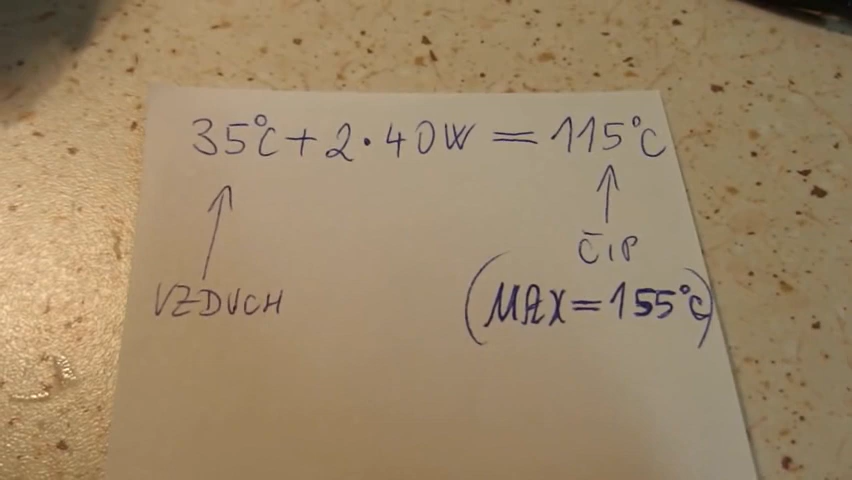 35°C + 2 · 40W = 115°C
ČIP
VZDUCH
(MAX = 155°C)